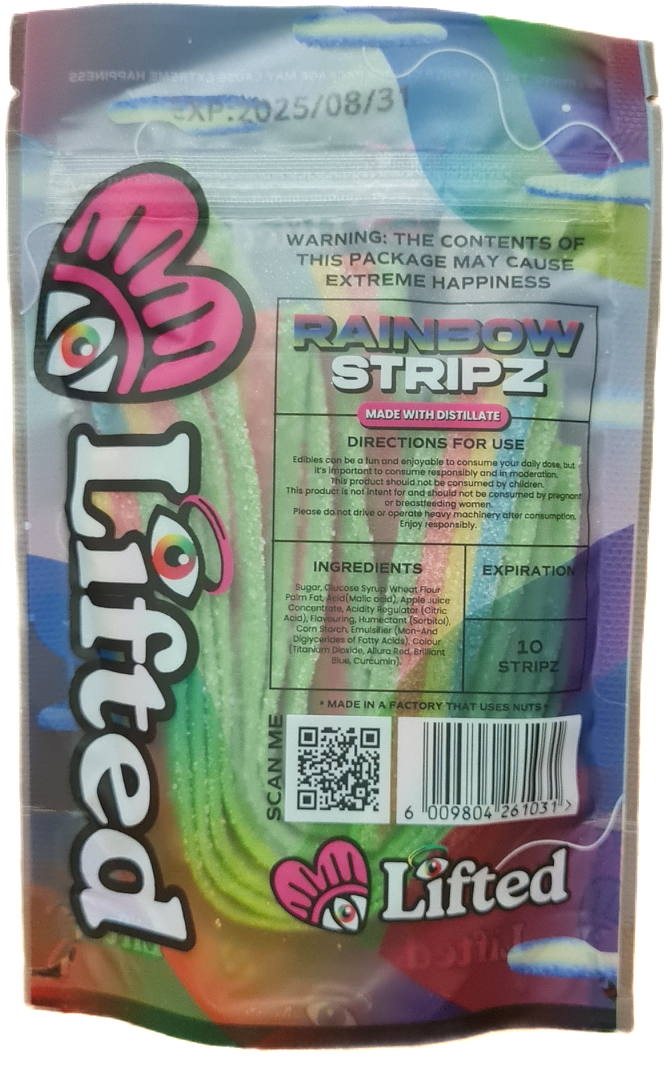 EXP:2025/08/31
WARNING: THE CONTENTS OF
THIS PACKAGE MAY CAUSE
EXTREME HAPPINESS
RAINBOW
STRIPZ
MADE WITH DISTILLATE
DIRECTIONS FOR USE
Edibles can be a fun and enjoyable to consume your daily dose, but
it's important to consume responsibly and in moderation.
This product should not be consumed by children.
This product is not intent for and should not be consumed by pregnant
or breastfeeding women.
Please do not drive or operate heavy machinery after consumption.
Enjoy responsibly.
INGREDIENTS
Sugar, Glucose Syrup, Wheat Flour
Palm Fat, Acid(Malic acid), Apple Juice
Concentrate, Acidity Regulator (Citric
Acid), Flavouring, Humectant (Sorbitol),
Corn Starch, Emulsifier (Mon-And
Diglycerides of Fatty Acids), Colour
(Titanium Dioxide, Allura Red, Brilliant
Blue, Curcumin).
EXPIRATION
10
STRIPZ
* MADE IN A FACTORY THAT USES NUTS *
SCAN ME
6 009804 261031 >
Lifted
Lifted